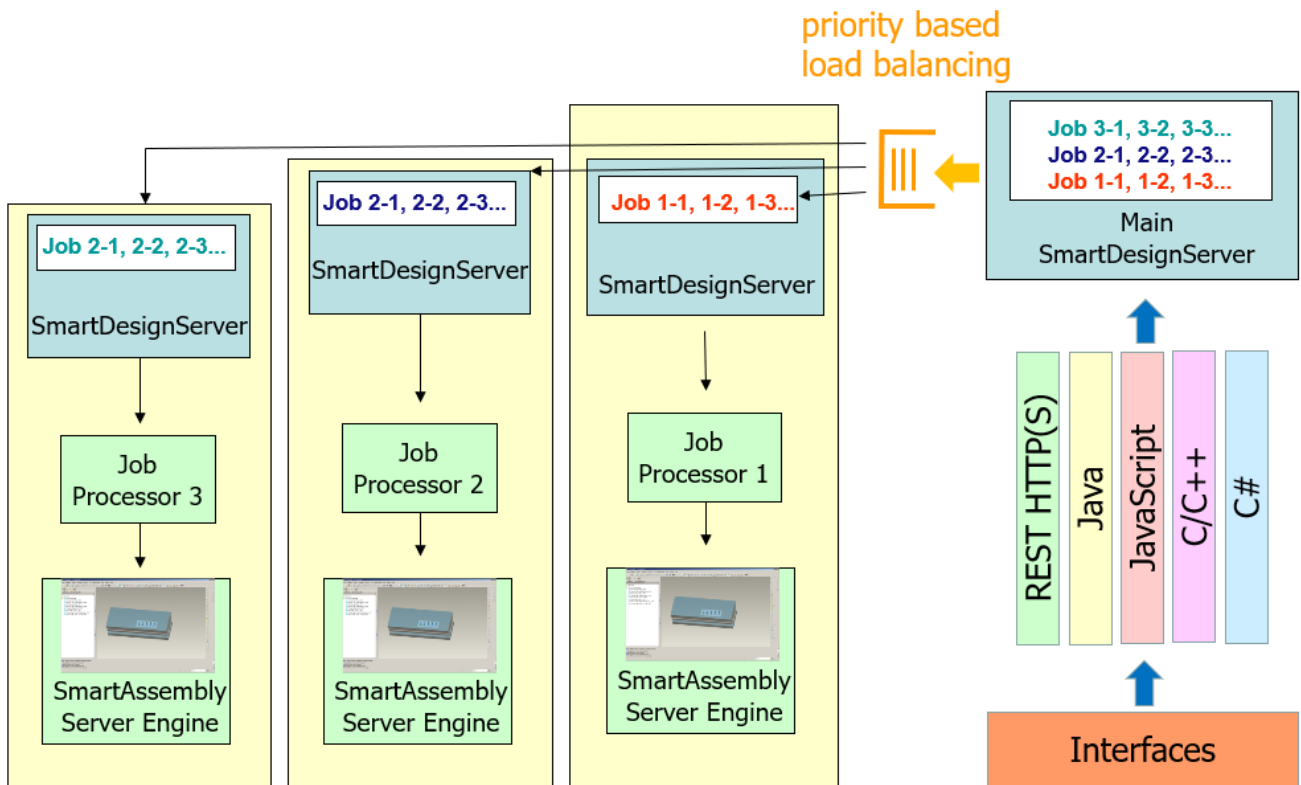 priority based
load balancing
Job 3-1, 3-2, 3-3...
Job 2-1, 2-2, 2-3...
Job 1-1, 1-2, 1-3...
Main
SmartDesignServer
Job 2-1, 2-2, 2-3...
SmartDesignServer
Job
Processor 3
SmartAssembly
Server Engine
Job 2-1, 2-2, 2-3...
SmartDesignServer
Job
Processor 2
SmartAssembly
Server Engine
Job 1-1, 1-2, 1-3...
SmartDesignServer
Job
Processor 1
SmartAssembly
Server Engine
REST HTTP(S)
Java
JavaScript
C/C++
C#
Interfaces